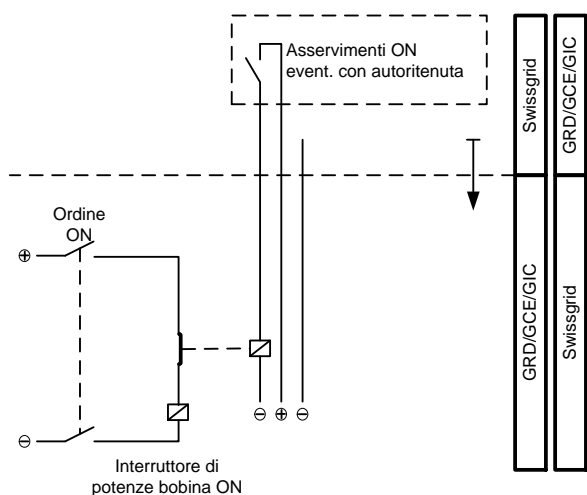 Asservimenti ON
event. con autoritenuta
Swissgrid
GRD/GCE/GIC
Ordine
ON
GRD/GCE/GIC
Swissgrid
Interruttore di
potenze bobina ON